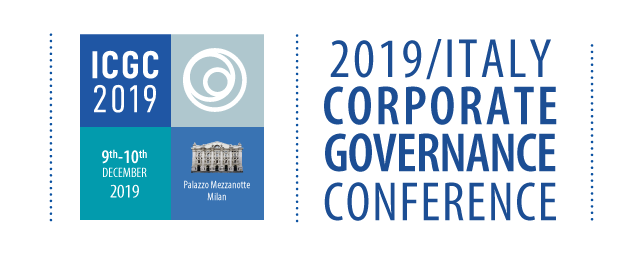 ICGC
2019
9th-10th
DECEMBER
2019
Palazzo Mezzanotte
Milan
2019/ITALY
CORPORATE
GOVERNANCE
CONFERENCE